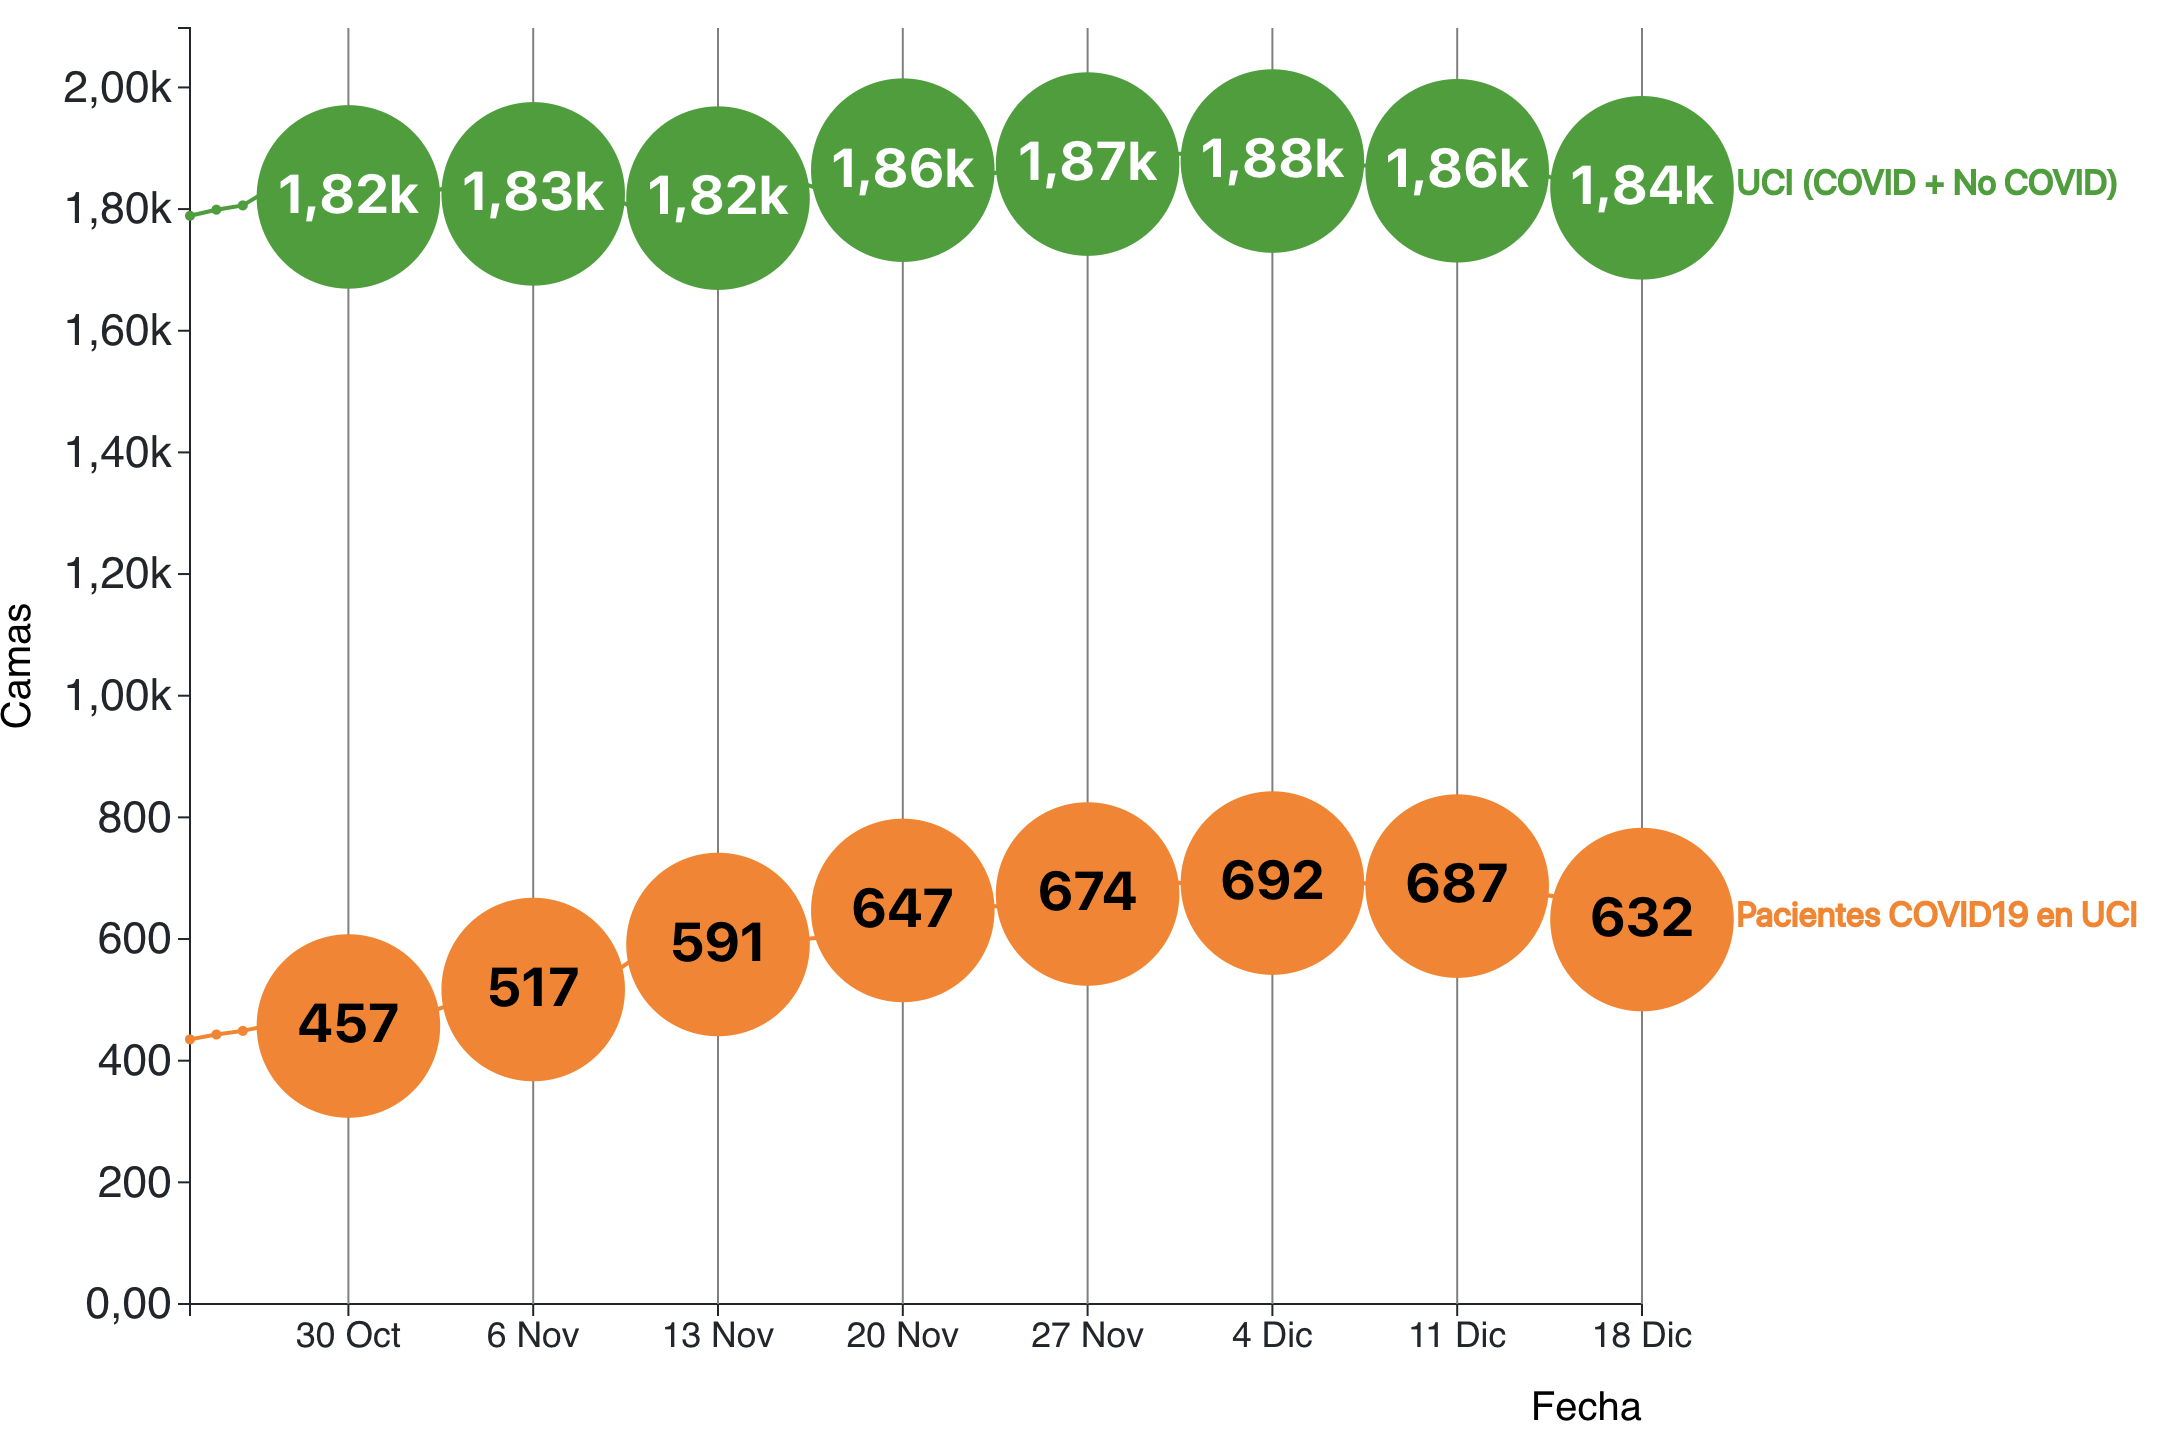 2,00k
1,80k
1,60k
1,40k
1,20k
1,00k
800
600
400
200
0,00
Camas
1,82k 1,83k 1,82k 1,86k 1,87k 1,88k 1,86k 1,84k
UCI (COVID + No COVID)
457 517 591 647 674 692 687 632
Pacientes COVID19 en UCI
30 Oct 6 Nov 13 Nov 20 Nov 27 Nov 4 Dic 11 Dic 18 Dic
Fecha